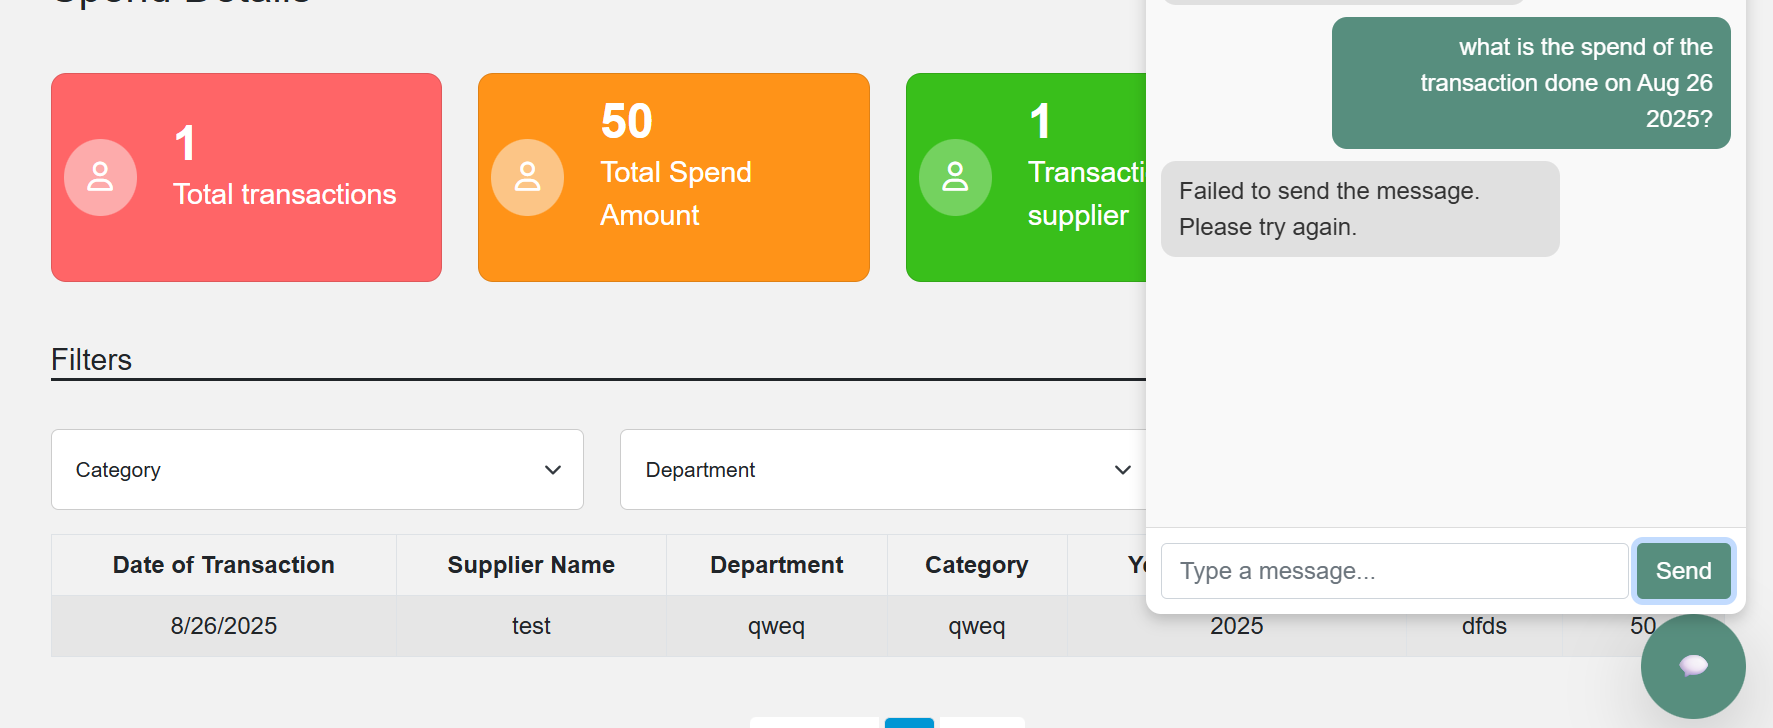 Spend Details
1
Total transactions
50
Total Spend
Amount
1
supplier
Filters
Category
Department
Date of Transaction
Supplier Name
Department
Category
8/26/2025
test
qweq
qweq
2025
dfds
50
what is the spend of the
transaction done on Aug 26
2025?
Failed to send the message.
Please try again.
Type a message...
Send